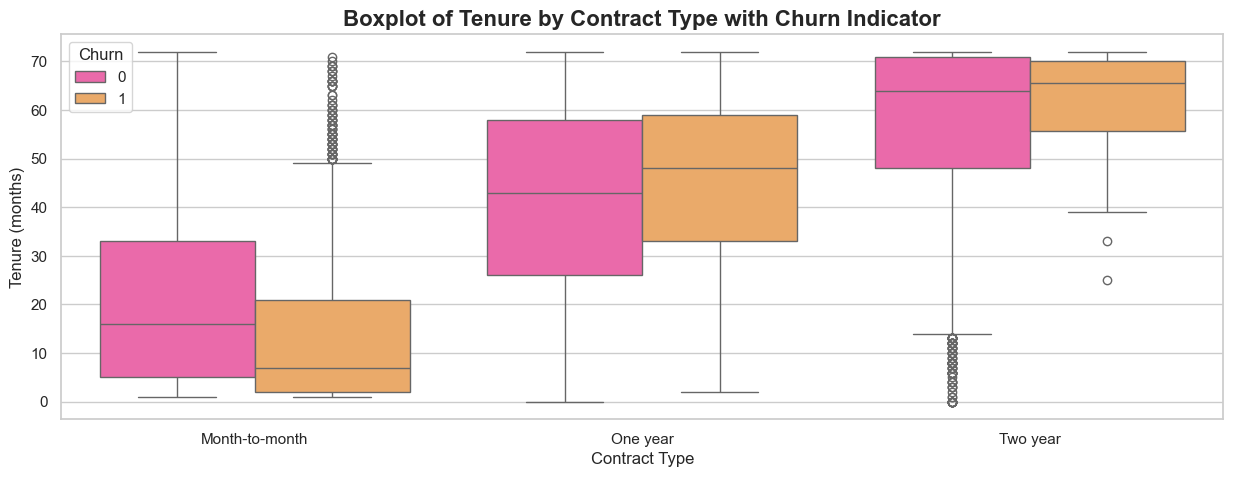 Boxplot of Tenure by Contract Type with Churn Indicator
Churn
0
1
Tenure (months)
70
60
50
40
30
20
10
0
Month-to-month
One year
Two year
Contract Type